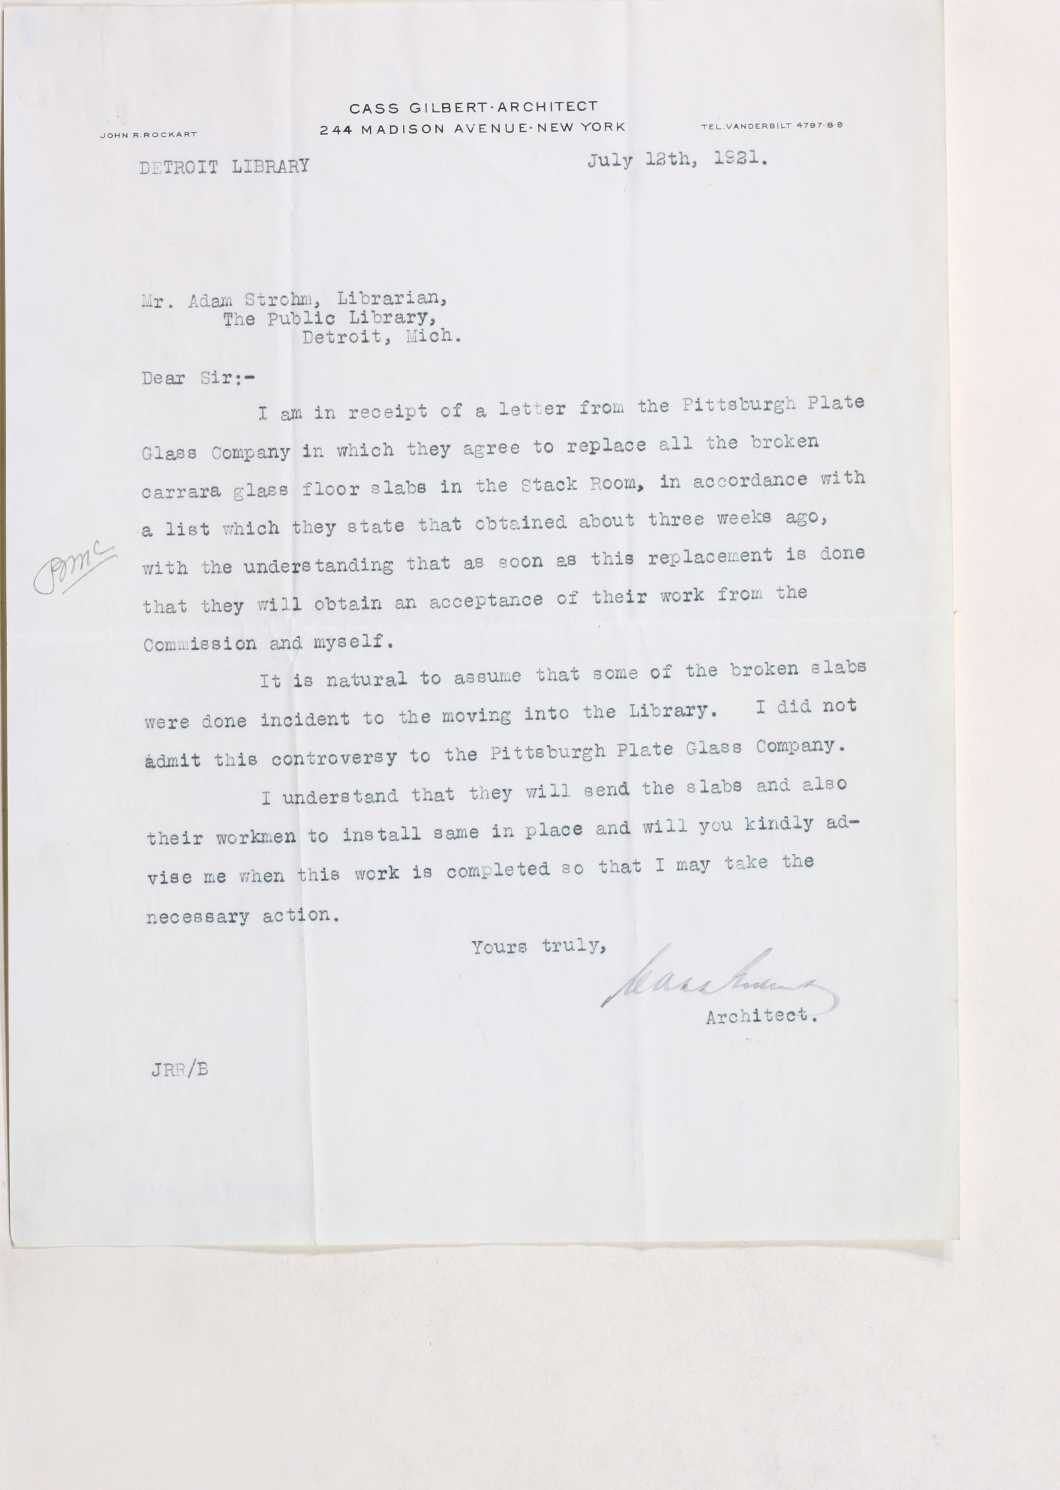 CASS GILBERT·ARCHITECT
244 MADISON AVENUE·NEW YORK
JOHN R. ROCKART
TEL. VANDERBILT 4797-8-9
DETROIT LIBRARY
July 12th, 1921.
Mr. Adam Strohm, Librarian,
The Public Library,
Detroit, Mich.
Dear Sir:-
I am in receipt of a letter from the Pittsburgh Plate
Glass Company in which they agree to replace all the broken
carrara glass floor slabs in the Stack Room, in accordance with
a list which they state that obtained about three weeks ago,
with the understanding that as soon as this replacement is done
that they will obtain an acceptance of their work from the
Commission and myself.
It is natural to assume that some of the broken slabs
were done incident to the moving into the Library. I did not
admit this controversy to the Pittsburgh Plate Glass Company.
I understand that they will send the slabs and also
their workmen to install same in place and will you kindly ad-
vise me when this work is completed so that I may take the
necessary action.
Yours truly,
Cass Gilbert
Architect.
JRR/B